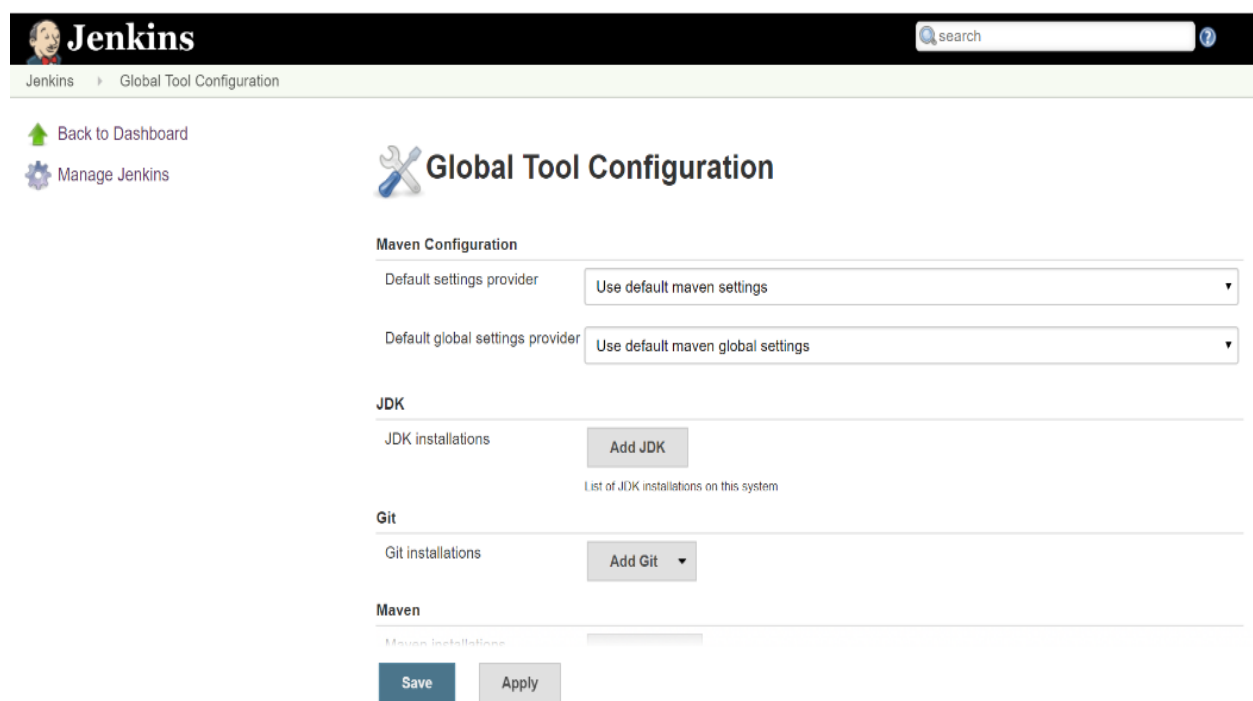 Jenkins
search
Jenkins Global Tool Configuration
Back to Dashboard
Manage Jenkins
Global Tool Configuration
Maven Configuration
Default settings provider
Use default maven settings
Default global settings provider
Use default maven global settings
JDK
JDK installations
Add JDK
List of JDK installations on this system
Git
Git installations
Add Git
Maven
Maven installations
Save
Apply